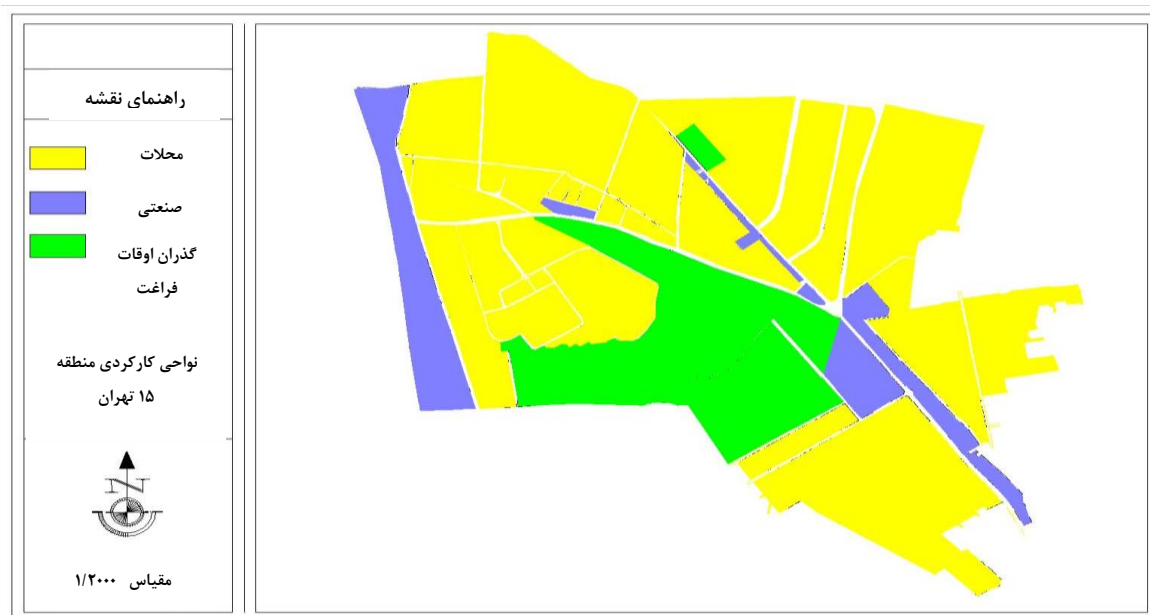 راهنمای نقشه
محلات
صنعتی
گذران اوقات
فراغت
نواحی کارکردی منطقه
۱۵ تهران
N
مقیاس ۱/۲۰۰۰